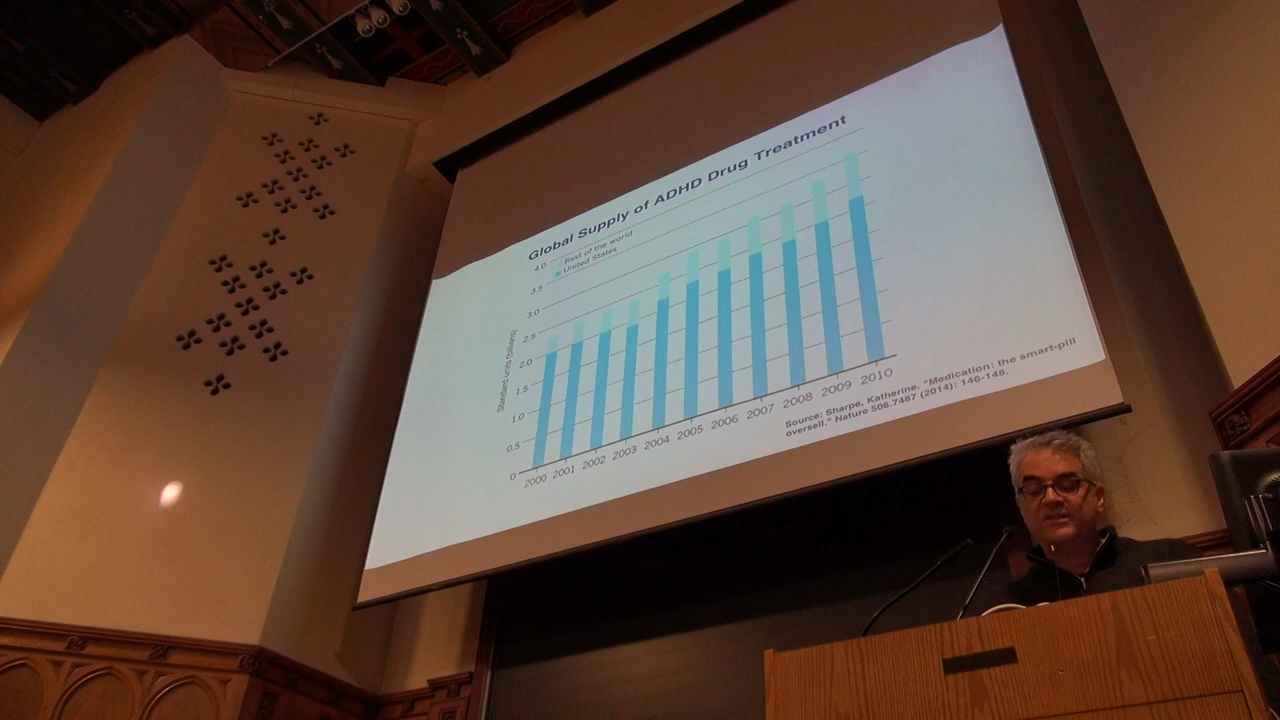 Global Supply of ADHD Drug Treatment
Rest of the world
United States
4.0
3.5
3.0
2.5
2.0
1.5
1.0
0.5
0
Standard units (billions)
2000 2001 2002 2003 2004 2005 2006 2007 2008 2009 2010
Source: Sharpe, Katherine. "Medication: the smart-pill
oversell." Nature 506.7487 (2014): 146-148.